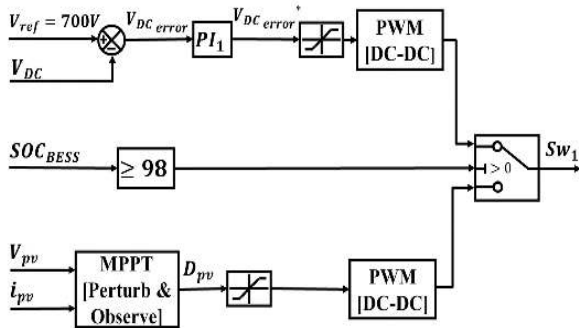 V_ref = 700V
V_DC error
V_DC error*
PI_1
PWM
[DC-DC]
+
−
V_DC
SOC_BESS
≥ 98
> 0
Sw_1
V_pv
i_pv
MPPT
[Perturb &
Observe]
D_pv
PWM
[DC-DC]